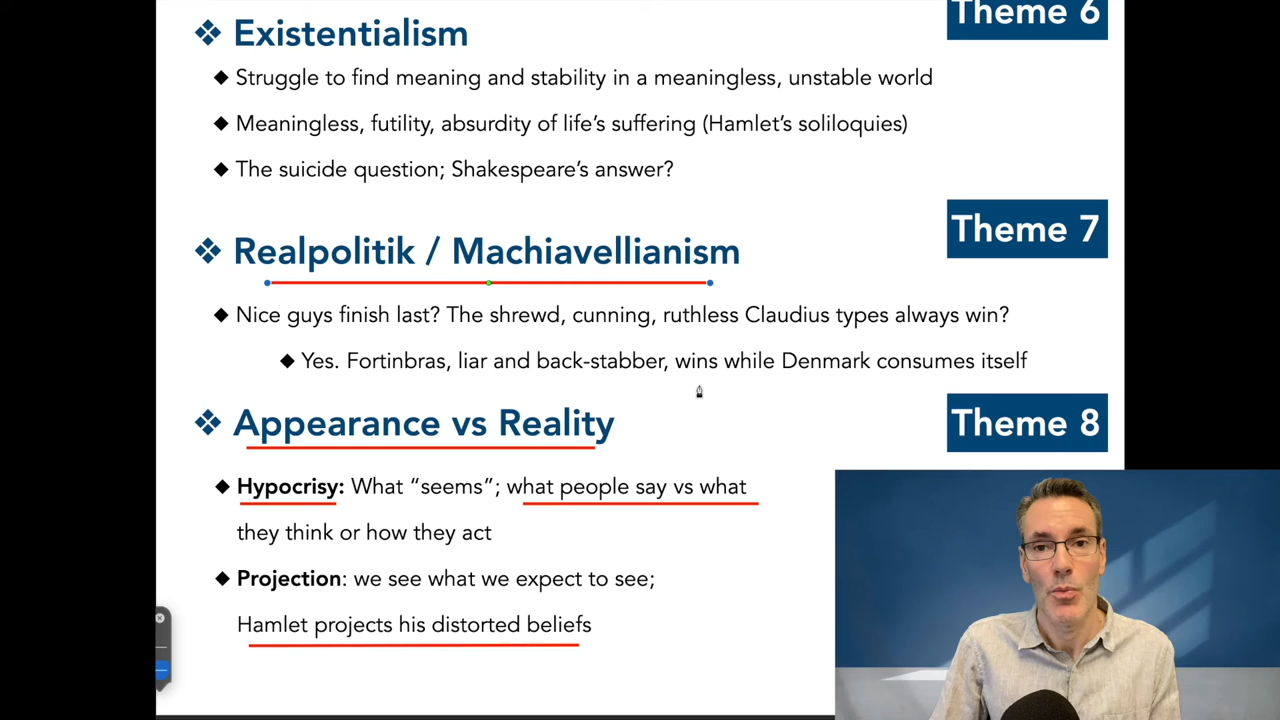 Theme 6
❖ Existentialism
◆ Struggle to find meaning and stability in a meaningless, unstable world
◆ Meaningless, futility, absurdity of life’s suffering (Hamlet’s soliloquies)
◆ The suicide question; Shakespeare’s answer?
Theme 7
❖ Realpolitik / Machiavellianism
◆ Nice guys finish last? The shrewd, cunning, ruthless Claudius types always win?
◆ Yes. Fortinbras, liar and back-stabber, wins while Denmark consumes itself
❖ Appearance vs Reality
Theme 8
◆ Hypocrisy: What “seems”; what people say vs what
they think or how they act
◆ Projection: we see what we expect to see;
Hamlet projects his distorted beliefs